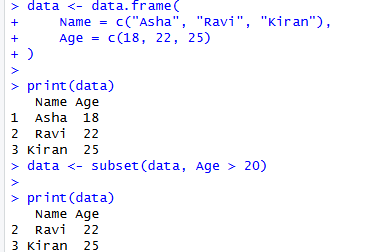 > data <- data.frame(
+     Name = c("Asha", "Ravi", "Kiran"),
+     Age = c(18, 22, 25)
+ )
>
> print(data)
   Name Age
1  Asha  18
2  Ravi  22
3 Kiran  25
> data <- subset(data, Age > 20)
>
> print(data)
   Name Age
2  Ravi  22
3 Kiran  25